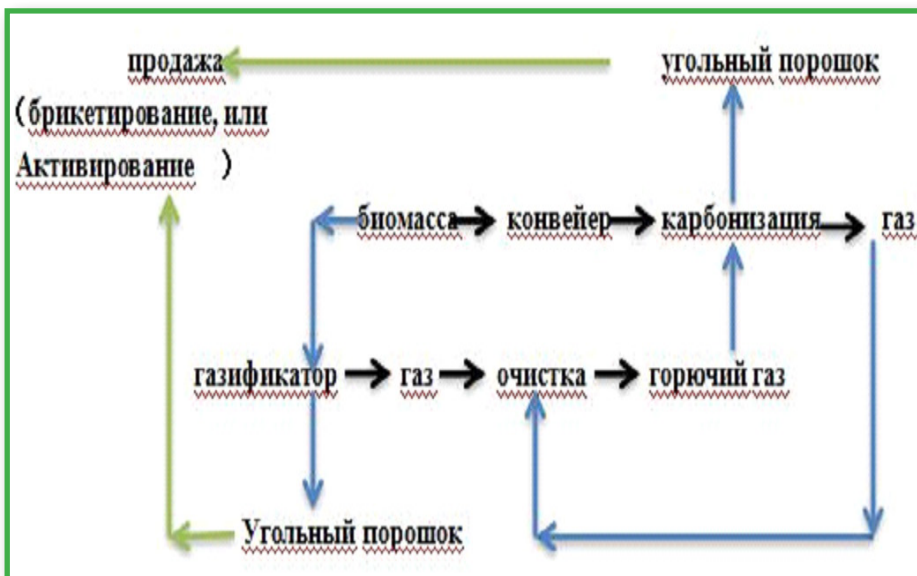 продажа
(брикетирование, или
Активирование )
угольный порошок
биомасса
конвейер
карбонизация
газ
газификатор
газ
очистка
горючий газ
Угольный порошок